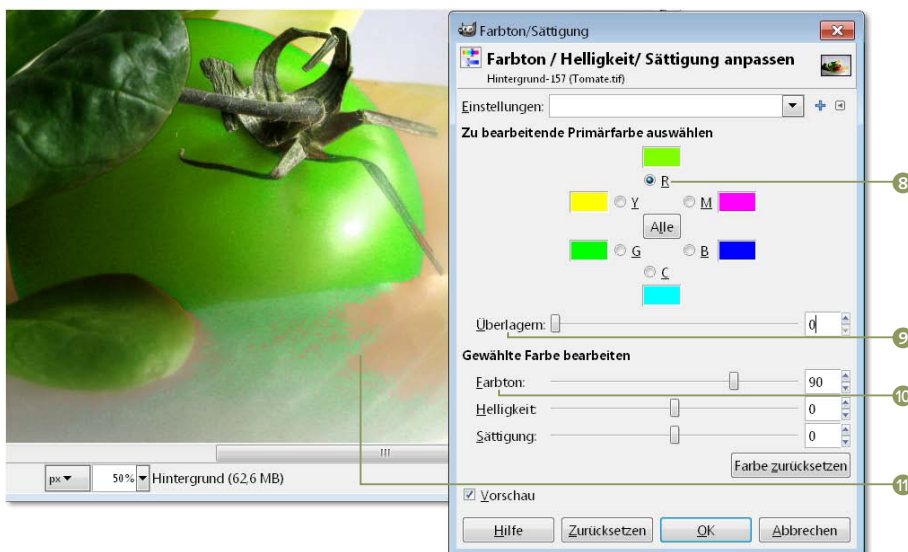 Farbton/Sättigung
Farbton / Helligkeit/ Sättigung anpassen
Hintergrund-157 (Tomate.tif)
Einstellungen:
Zu bearbeitende Primärfarbe auswählen
R
8
Y M
Alle
G B
C
Überlagern: 0
9
Gewählte Farbe bearbeiten
Farbton: 90
10
Helligkeit: 0
Sättigung: 0
Farbe zurücksetzen
px 50% Hintergrund (62,6 MB)
11
Vorschau
Hilfe Zurücksetzen OK Abbrechen